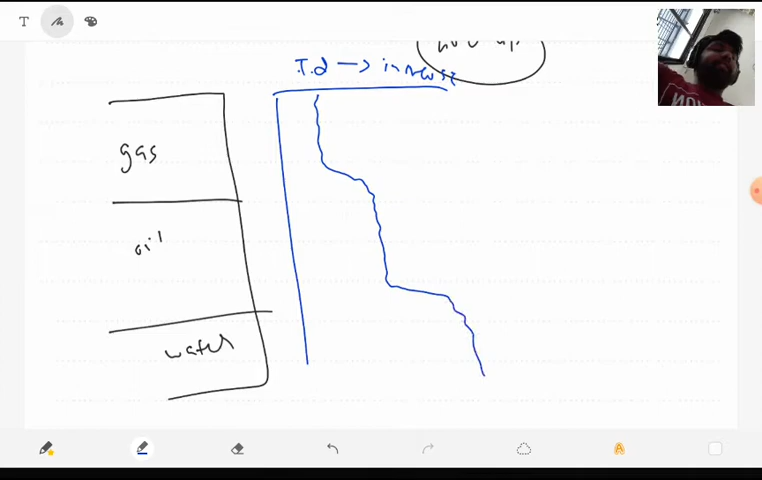 T
T.d → increase
gas
oil
water
A